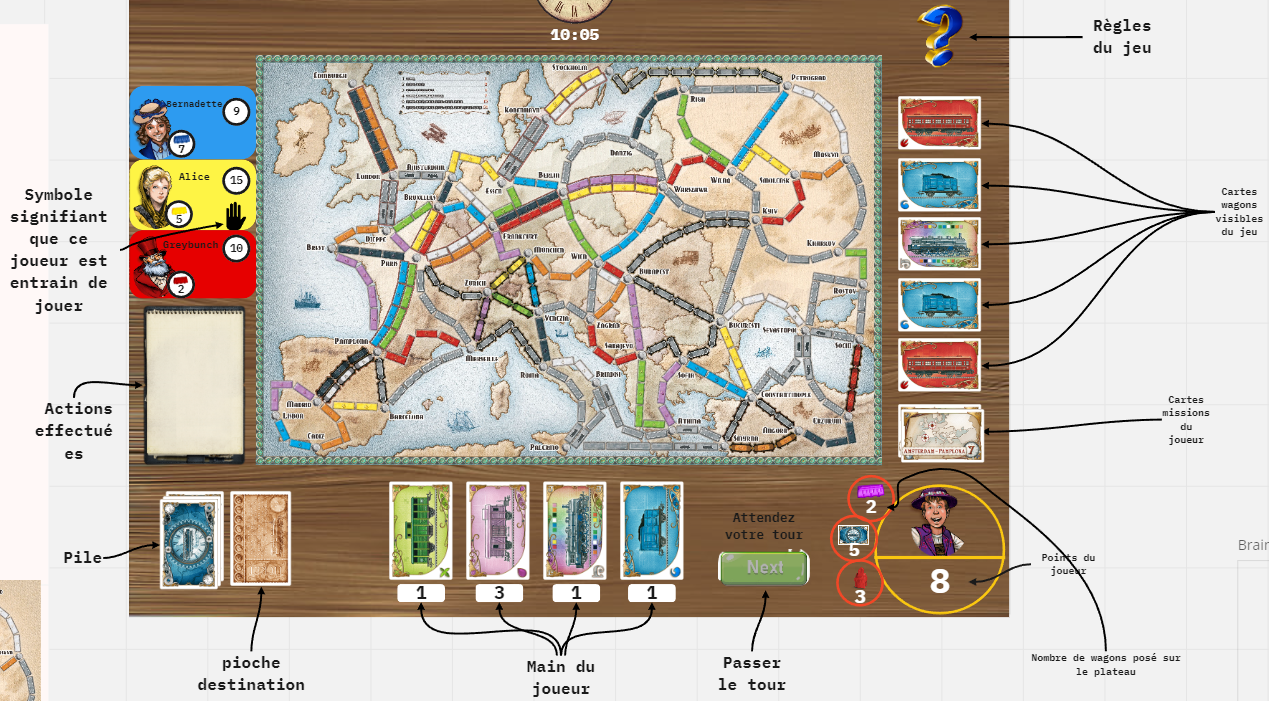 10:05
Règles
du jeu
Bernadette
9
7
Alice
15
5
Greybunch
10
2
Symbole
signifiant
que ce
joueur est
entrain de
jouer
Actions
effectué
es
Pile
pioche
destination
EDINBURGH
STOCKHOLM
PETROGRAD
KOBENHAVN
RIGA
DANZIG
MOSKVA
LONDON
AMSTERDAM
ESSEN
BERLIN
WILNA
SMOLENSK
WARSZAWA
BRUXELLES
KYIV
DIEPPE
FRANKFURT
BREST
PARIS
MÜNCHEN
WIEN
KHARKOV
BUDAPEST
ZÜRICH
ROSTOV
VENEZIA
ZAGRAB
BUCURESTI
SEVASTOPOL
PAMPLONA
MARSEILLE
SARAJEVO
SOCHI
ROMA
BRINDISI
SOFIA
MADRID
LISBOA
BARCELONA
CONSTANTINOPLE
CADIZ
ATHINA
ANGORA
ERZURUM
PALERMO
SMYRNA
Cartes
wagons
visibles
du jeu
Cartes
missions
du
joueur
AMSTERDAM - PAMPLONA
7
1
3
1
1
Main du
joueur
Attendez
votre tour
Next
Passer
le tour
2
5
3
8
Points du
joueur
Nombre de wagons posé sur
le plateau
Brain